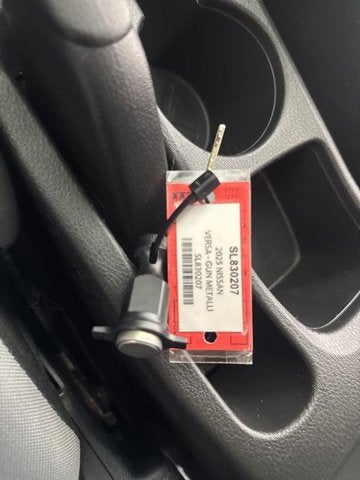 SL830207
2025 NISSAN
VERSA - GUN METALLI
SL830207